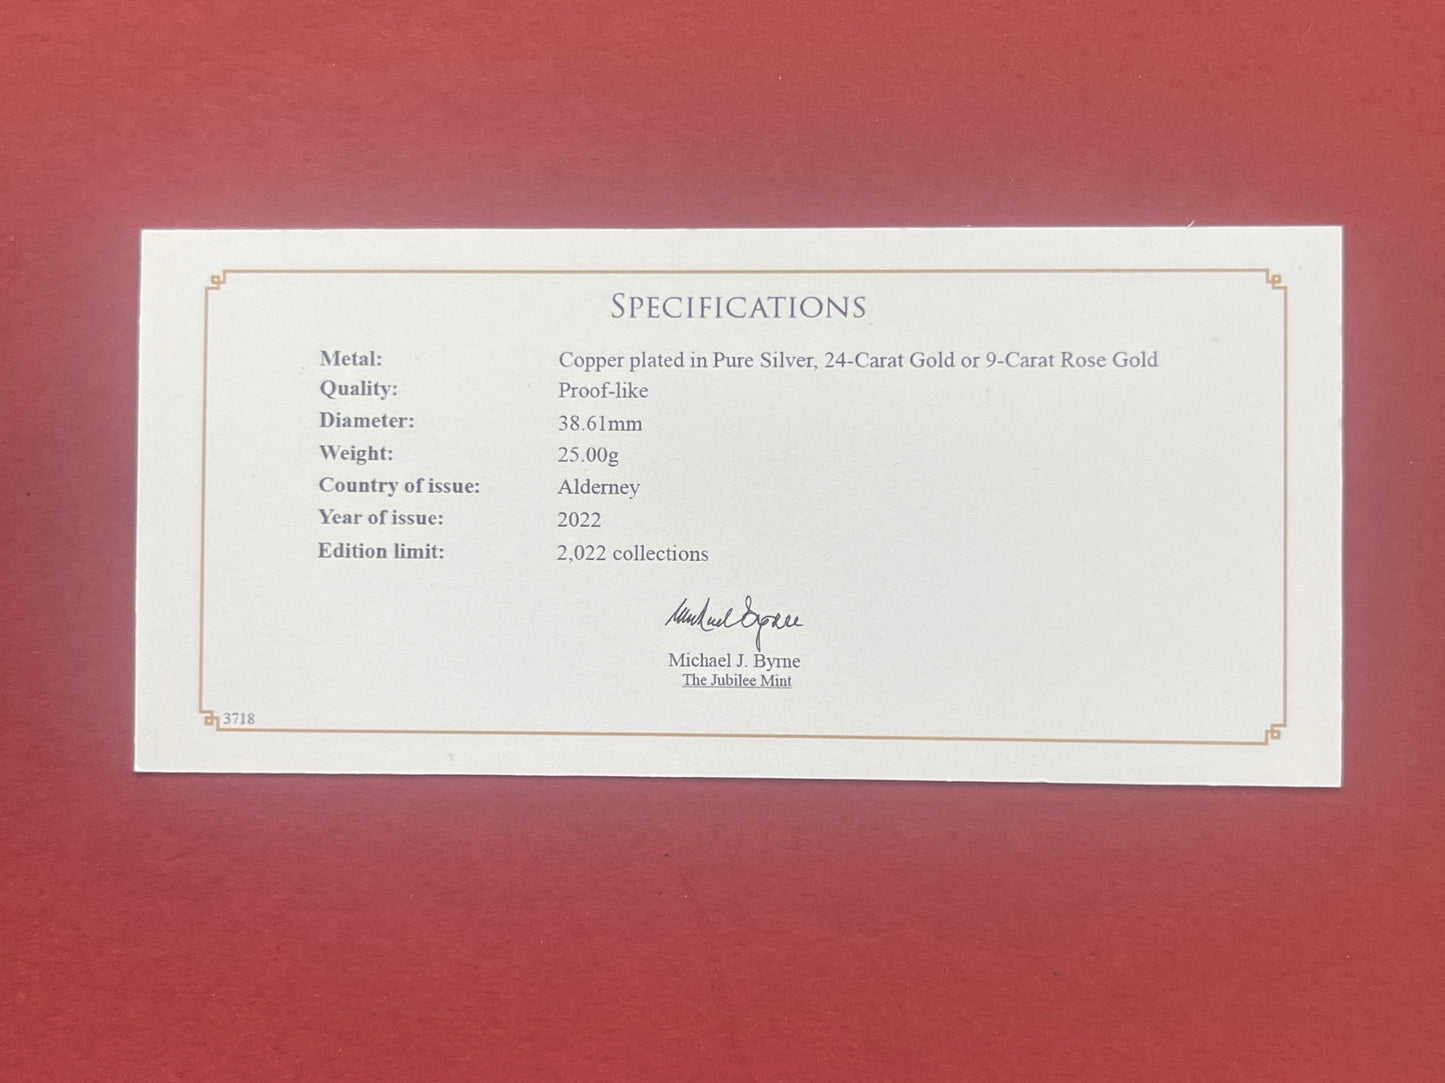 SPECIFICATIONS
Metal: Copper plated in Pure Silver, 24-Carat Gold or 9-Carat Rose Gold
Quality: Proof-like
Diameter: 38.61mm
Weight: 25.00g
Country of issue: Alderney
Year of issue: 2022
Edition limit: 2,022 collections
Michael Byrne
Michael J. Byrne
The Jubilee Mint
3718